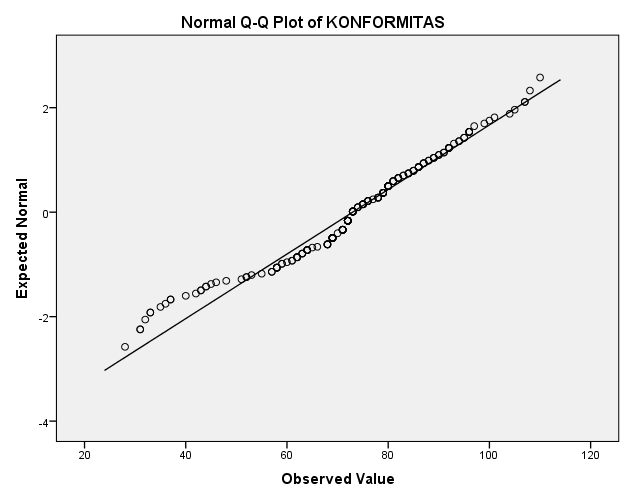 Normal Q-Q Plot of KONFORMITAS
Expected Normal
2
0
-2
-4
20 40 60 80 100 120
Observed Value